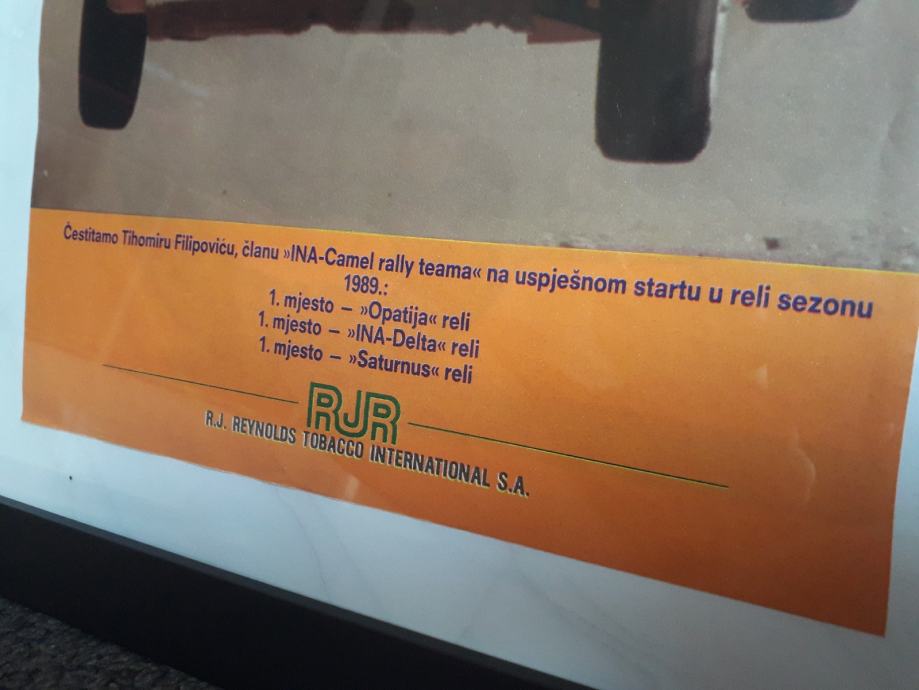 Čestitamo Tihomiru Filipoviću, članu »INA-Camel rally teama« na uspješnom startu u reli sezonu
1989.:
1. mjesto – »Opatija« reli
1. mjesto – »INA-Delta« reli
1. mjesto – »Saturnus« reli
RJR
R.J. REYNOLDS TOBACCO INTERNATIONAL S.A.